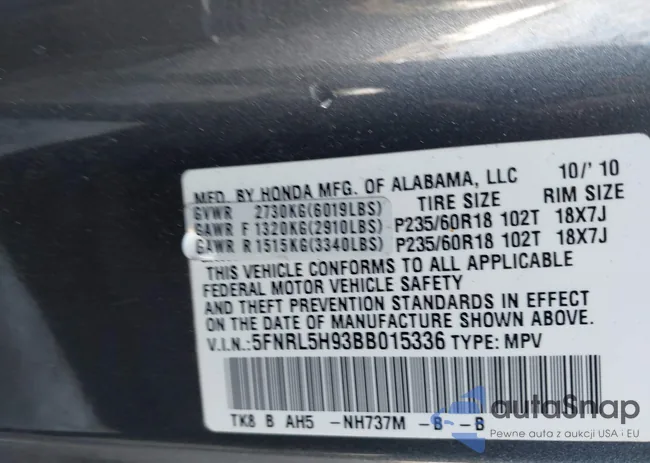 MFD. BY HONDA MFG. OF ALABAMA, LLC 10/'10
GVWR 2730KG(6019LBS) TIRE SIZE RIM SIZE
GAWR F 1320KG(2910LBS) P235/60R18 102T 18X7J
GAWR R 1515KG(3340LBS) P235/60R18 102T 18X7J
THIS VEHICLE CONFORMS TO ALL APPLICABLE
FEDERAL MOTOR VEHICLE SAFETY
AND THEFT PREVENTION STANDARDS IN EFFECT
ON THE DATE OF MANUFACTURE SHOWN ABOVE.
V.I.N.:5FNRL5H93BB015336 TYPE: MPV
TK8 B AH5 -NH737M -B--B
autoSnap
Pewne auta z aukcji USA i EU